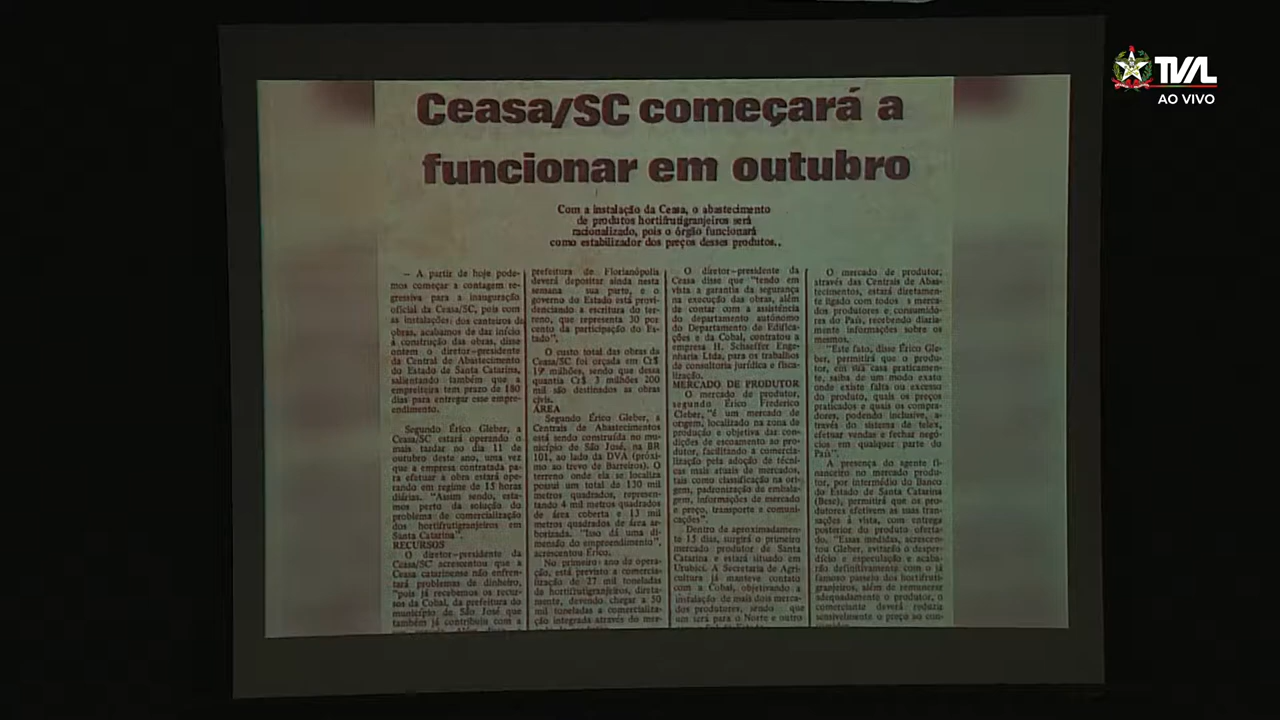 TVAL
AO VIVO
Ceasa/SC começará a
funcionar em outubro
Com a instalação da Ceasa, o abastecimento
de produtos hortifrutigranjeiros será
racionalizado, pois o órgão funcionará
como estabilizador dos preços desses produtos..
— A partir de hoje pode-
mos começar a contagem re-
gressiva para a inauguração
oficial da Ceasa/SC, pois com
as instalações dos canteiros da
obras, acabamos de dar início
à construção das obras, disse
ontem o diretor-presidente
da Central de Abastecimento
do Estado de Santa Catarina,
salientando também que a
empreiteira tem prazo de 180
dias para entregar esse empre-
endimento.
Segundo Érico Gleber, a
Ceasa/SC estará operando o
mais tardar no dia 11 de
outubro deste ano, uma vez
que a empresa contratada pa-
ra efetuar a obra estará ope-
rando em regime de 15 horas
diárias. "Assim sendo, esta-
mos perto da solução do
problema de comercialização
dos hortifrutigranjeiros em
Santa Catarina".
RECURSOS
O diretor-presidente da
Ceasa/SC acrescentou que a
Ceasa catarinense não enfren-
tará problemas de dinheiro,
"pois já recebemos os recur-
sos da Cobal, da prefeitura do
município de São José que
também já contribuiu com a
prefeitura de Florianópolis
deverá depositar ainda nesta
semana sua parte, e o
governo do Estado está provi-
denciando a escritura do ter-
reno, que representa 30 por
cento da participação do Es-
tado".
O custo total das obras da
Ceasa/SC foi orçada em Cr$
19 milhões, sendo que dessa
quantia Cr$ 3 milhões 200
mil são destinados as obras
civis.
ÁREA
Segundo Érico Gleber, a
Centrais de Abastecimentos
está sendo construída no mu-
nicípio de São José, na BR
101, ao lado da DVA (próxi-
mo ao trevo de Barreiros). O
terreno onde ela se localiza
possui um total de 130 mil
metros quadrados, represen-
tando 4 mil metros quadrados
de área coberta e 13 mil
metros quadrados de área ar-
borizada. "Isso dá uma di-
mensão do empreendimento",
acrescentou Érico.
No primeiro ano de opera-
ção, está previsto a comercia-
lização de 27 mil toneladas
de hortifrutigranjeiros, direta-
mente, devendo chegar a 50
mil toneladas a comercializa-
ção integrada através do mer-
O diretor-presidente da
Ceasa disse que "tendo em
vista a garantia da segurança
na execução das obras, além
de contar com a assistência
do departamento autônomo
do Departamento de Edifica-
ções e da Cobal, contratou a
empresa H. Schaeffer Enge-
nharia Ltda, para os trabalhos
de consultoria jurídica e fisca-
lização.
MERCADO DE PRODUTOR
O mercado de produtor,
segundo Érico Frederico
Gleber, "é um mercado de
origem, localizado na zona de
produção e objetiva dar con-
dições de escoamento ao pro-
dutor, facilitando a comercia-
lização pela adoção de técni-
cas mais atuais de mercados,
tais como classificação na ori-
gem, padronização de embala-
gem, informações de mercado
e preço, transporte a comuni-
cações".
Dentro de aproximadamen-
te 15 dias, surgirá o primeiro
mercado produtor de Santa
Catarina e estará situado em
Urubici. A Secretaria de Agri-
cultura já manteve contato
com a Cobal, objetivando a
instalação de mais dois merca-
dos produtores, sendo que
um será para o Norte e outro
O mercado de produtor,
através das Centrais de Abas-
tecimentos, estará diretamen-
te ligado com todos a merca-
dos produtores e consumido-
res do País, recebendo diaria-
mente informações sobre os
mesmos.
"Este fato, disse Érico Gle-
ber, permitirá que o produ-
tor, em sua casa praticamen-
te, saiba de um modo exato
onde existe falta ou excesso
do produto, quais os preços
praticados e quais os compra-
dores, podendo inclusive, a-
través do sistema de telex,
efetuar vendas e fechar negó-
cios em qualquer parte do
País".
A presença do agente fi-
nanceiro no mercado produ-
tor, por intermédio do Banco
do Estado de Santa Catarina
(Besc), permitirá que os pro-
dutores efetivem as suas tran-
sações à vista, com entrega
posterior do produto oferta-
do. "Essas medidas, acrescen-
tou Gleber, evitarão o desper-
dício e especulação e acaba-
rão definitivamente com o já
famoso passeio dos hortifruti-
granjeiros, além de remunerar
adequadamente o produtor, o
comerciante deverá reduzir
sensivelmente o preço ao con-